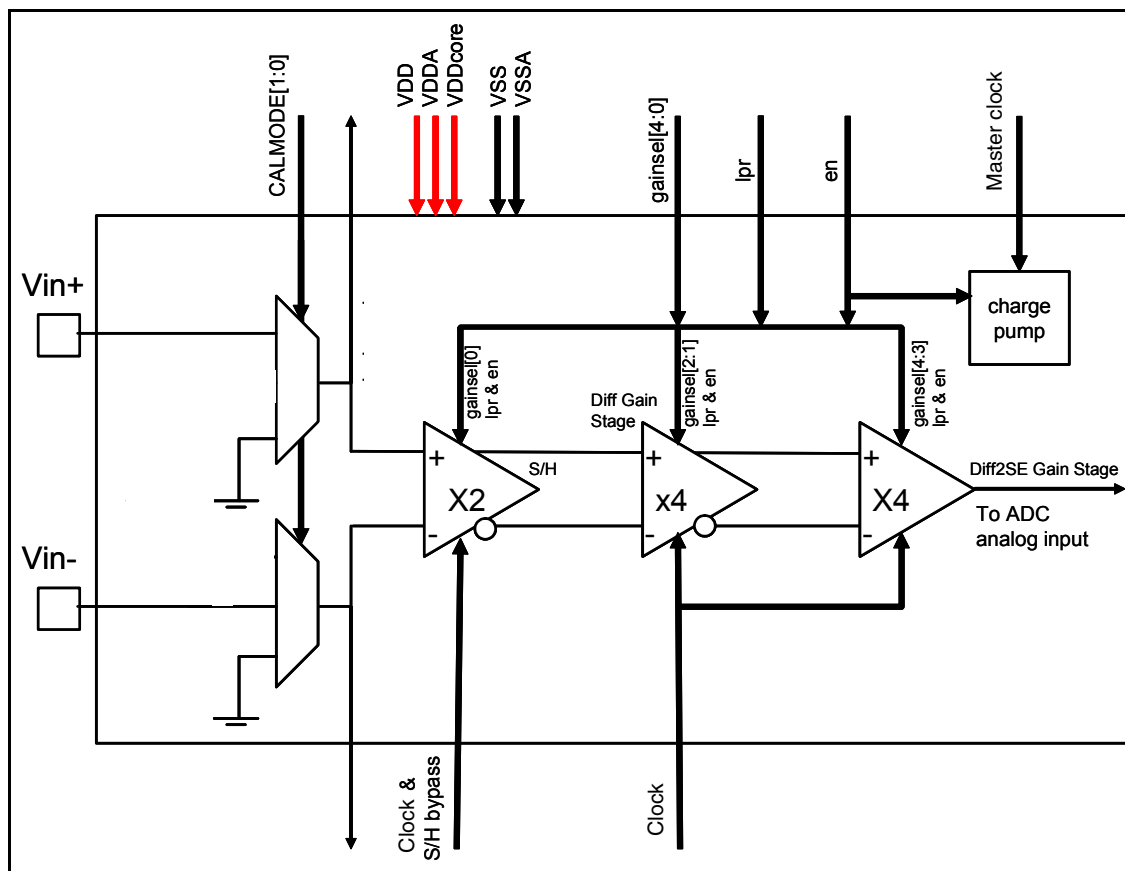 CALMODE[1:0]
VDD
VDDA
VDDcore
VSS
VSSA
gainsel[4:0]
lpr
en
Master clock
Vin+
charge
pump
gainsel[0]
lpr & en
Diff Gain
Stage
gainsel[2:1]
lpr & en
gainsel[4:3]
lpr & en
+
X2
-
S/H
+
x4
-
+
X4
-
Diff2SE Gain Stage
To ADC
analog input
Vin-
Clock &
S/H bypass
Clock